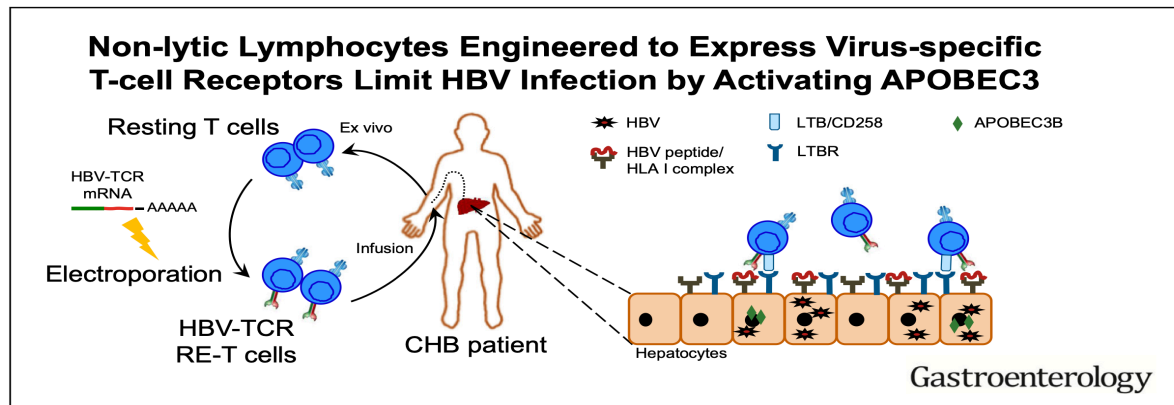 Non-lytic Lymphocytes Engineered to Express Virus-specific
T-cell Receptors Limit HBV Infection by Activating APOBEC3
Resting T cells
Ex vivo
HBV-TCR
mRNA
AAAAA
Electroporation
Infusion
HBV-TCR
RE-T cells
CHB patient
HBV
HBV peptide/
HLA I complex
LTB/CD258
LTBR
APOBEC3B
Hepatocytes
Gastroenterology